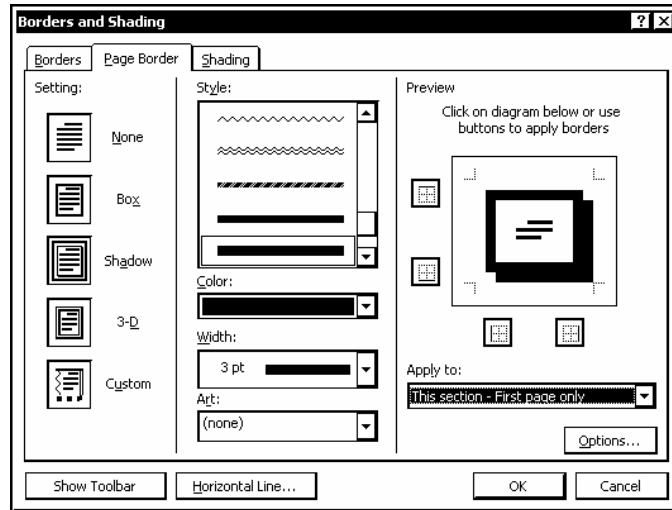 Borders and Shading
Borders
Page Border
Shading
Setting:
None
Box
Shadow
3-D
Custom
Style:
Color:
Width:
3 pt
Art:
(none)
Preview
Click on diagram below or use
buttons to apply borders
Apply to:
This section - First page only
Options...
Show Toolbar
Horizontal Line...
OK
Cancel